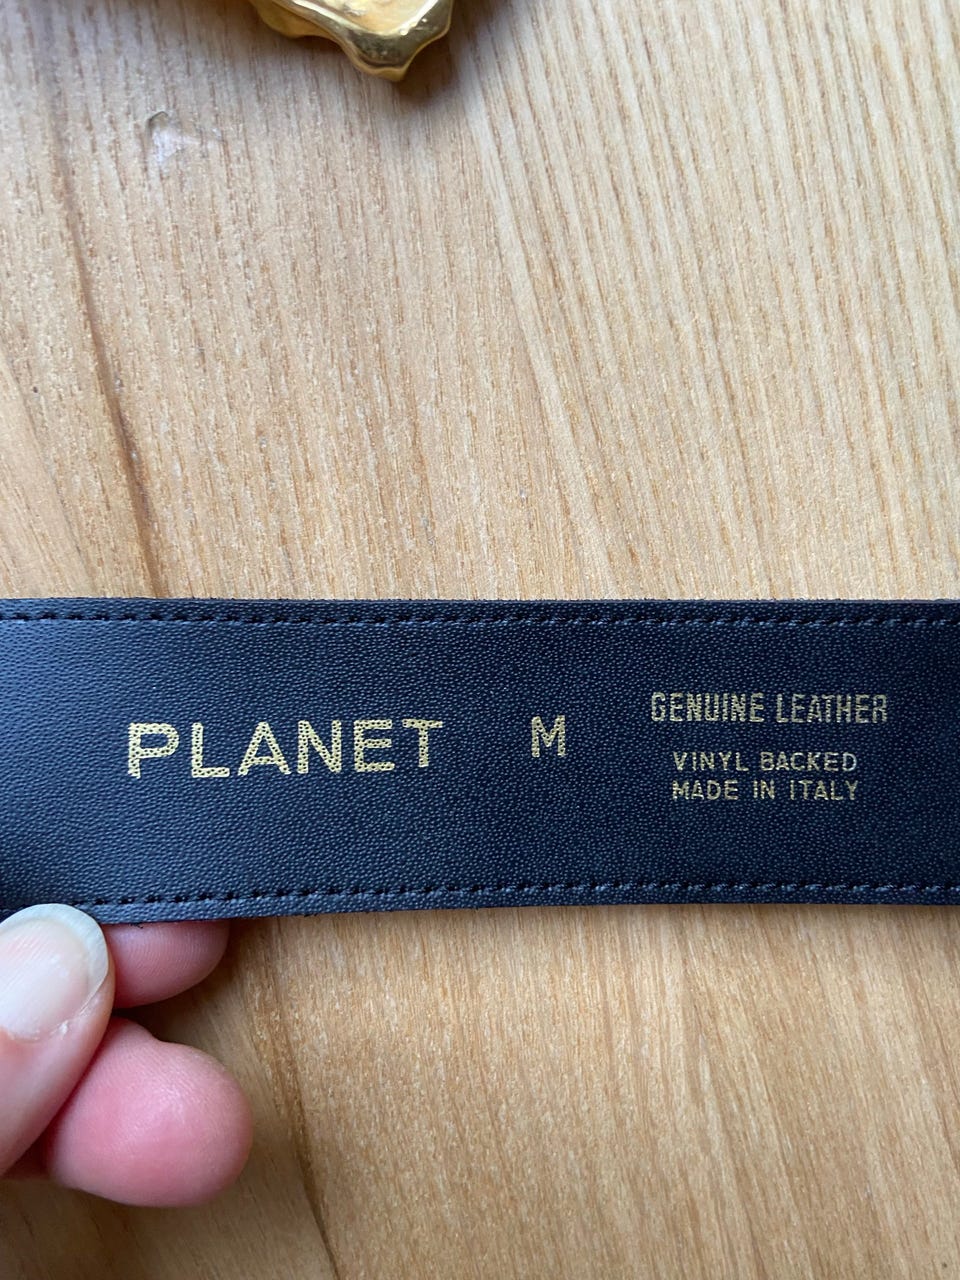 PLANET M
GENUINE LEATHER
VINYL BACKED
MADE IN ITALY